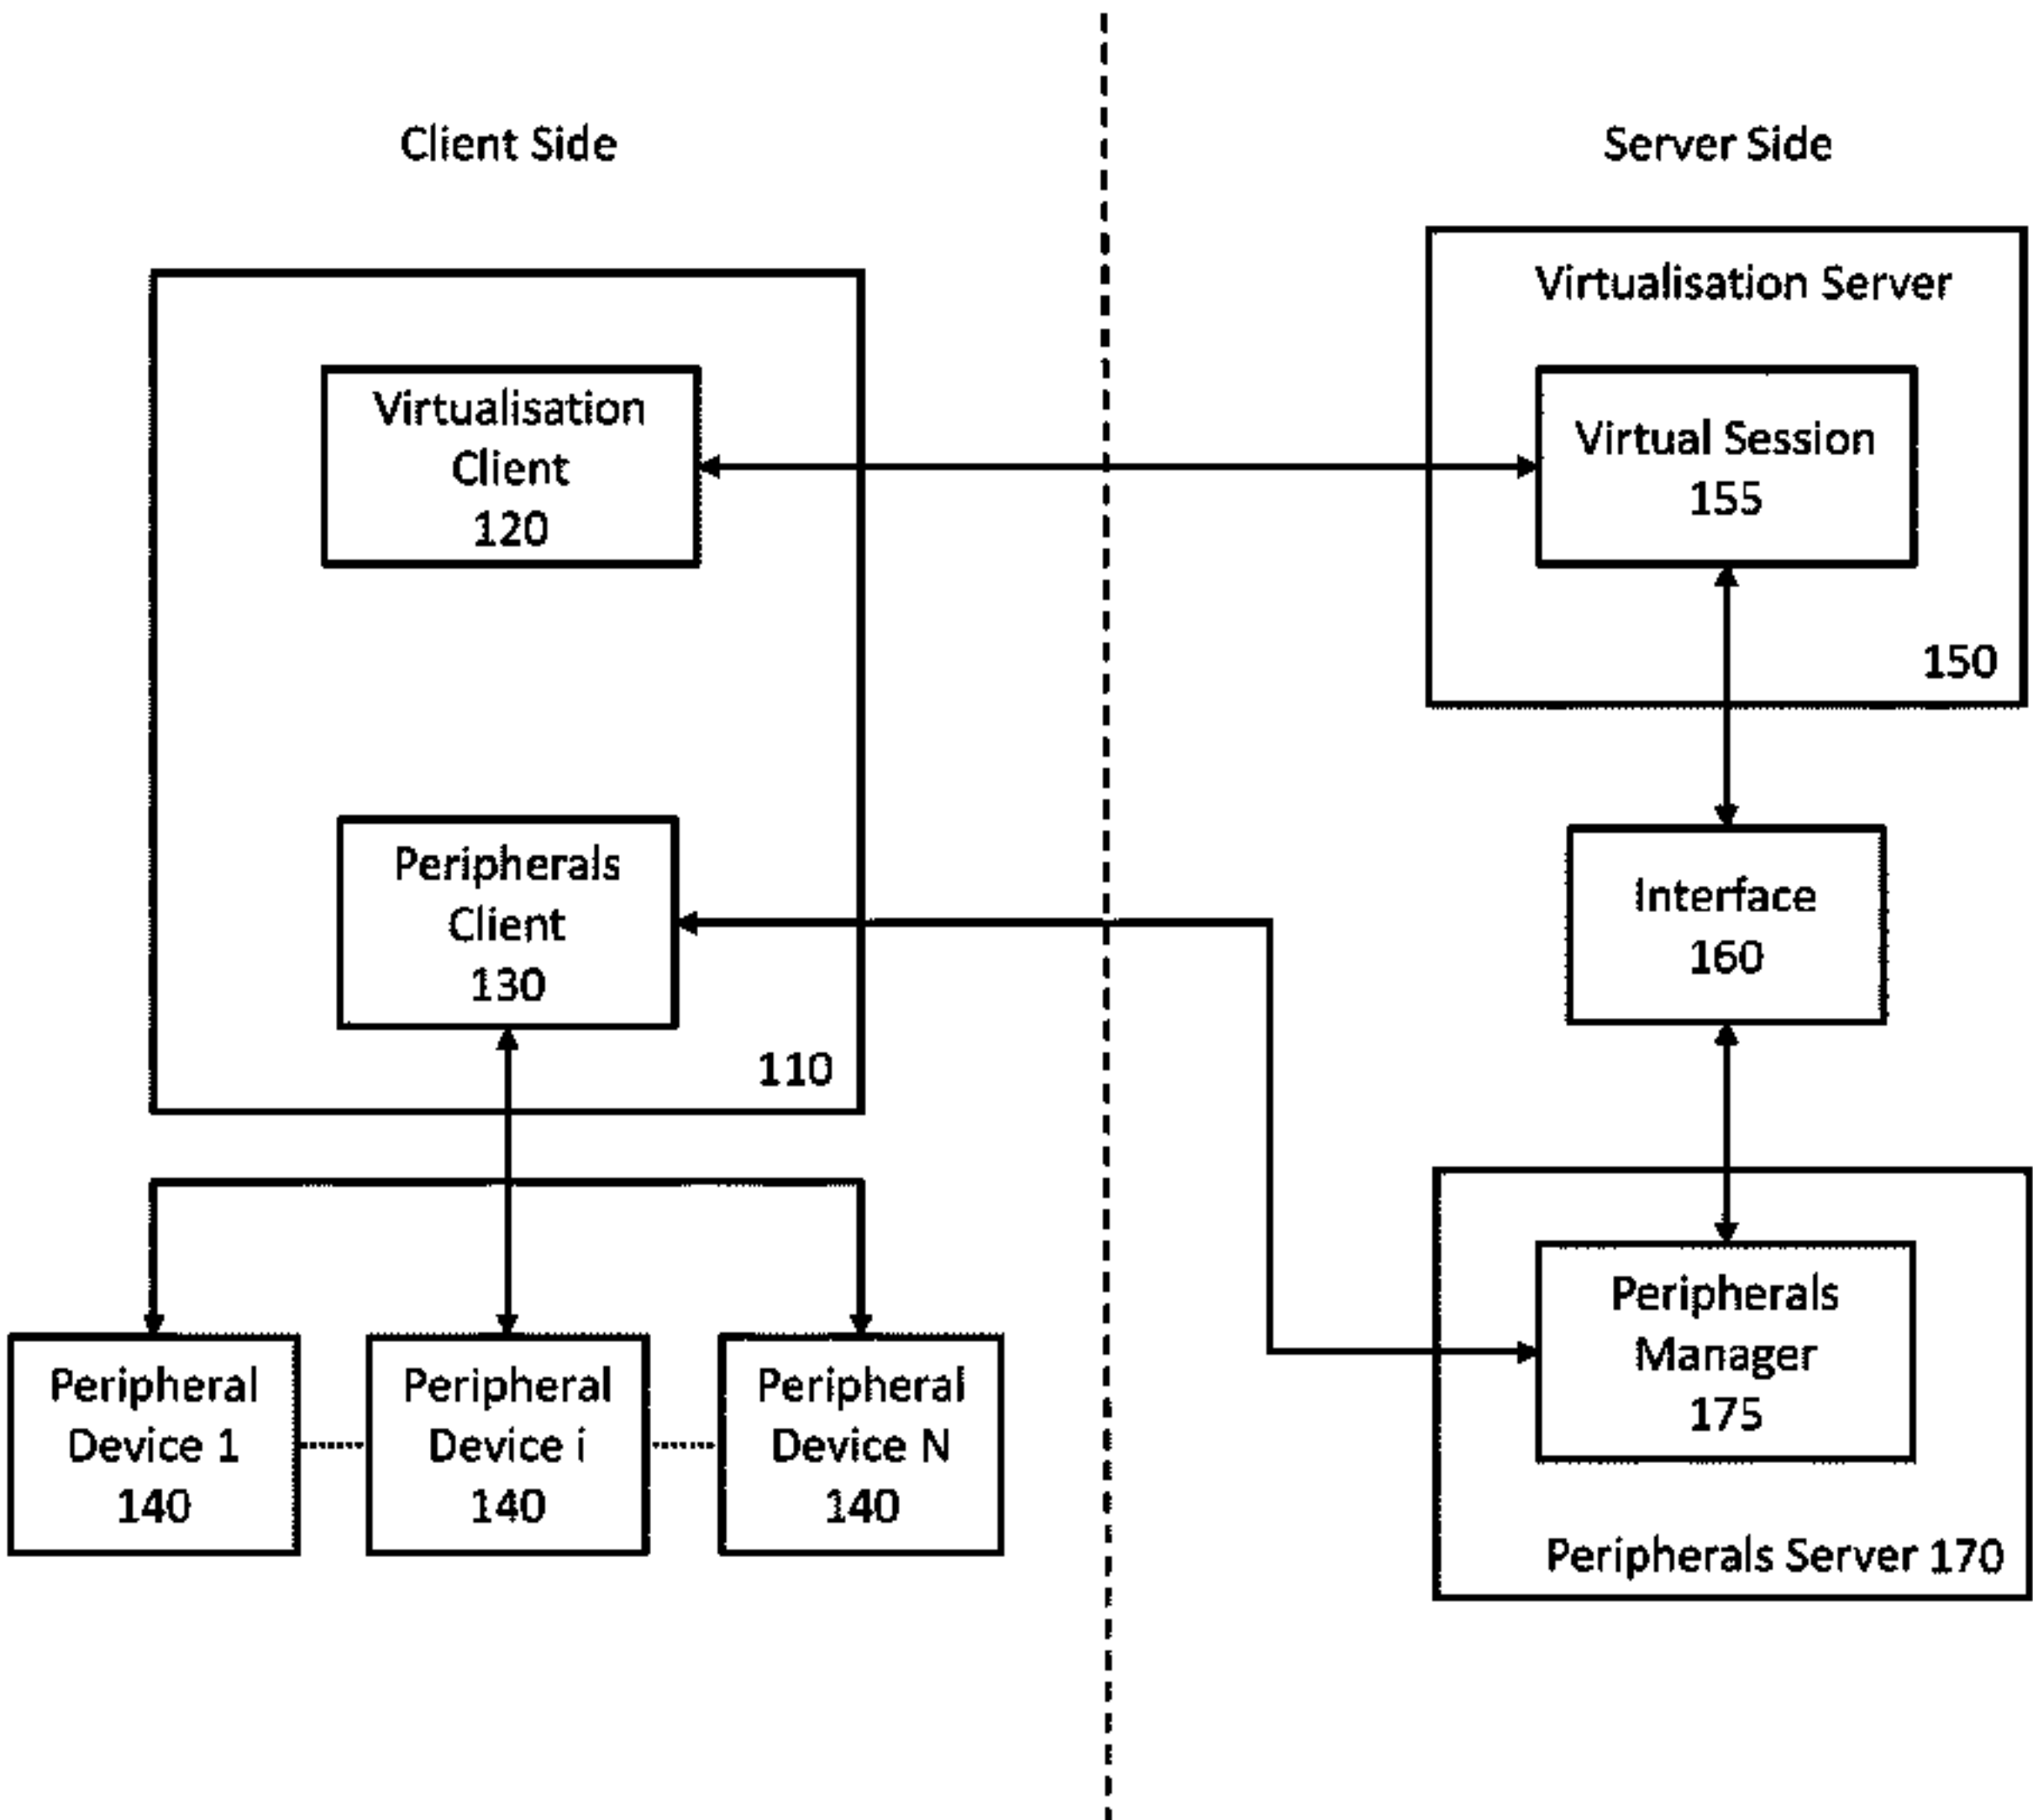 Client Side
Server Side
Virtualisation Server
Virtualisation
Client
120
Virtual Session
155
150
Peripherals
Client
130
110
Interface
160
Peripheral
Device 1
140
Peripheral
Device i
140
Peripheral
Device N
140
Peripherals
Manager
175
Peripherals Server 170